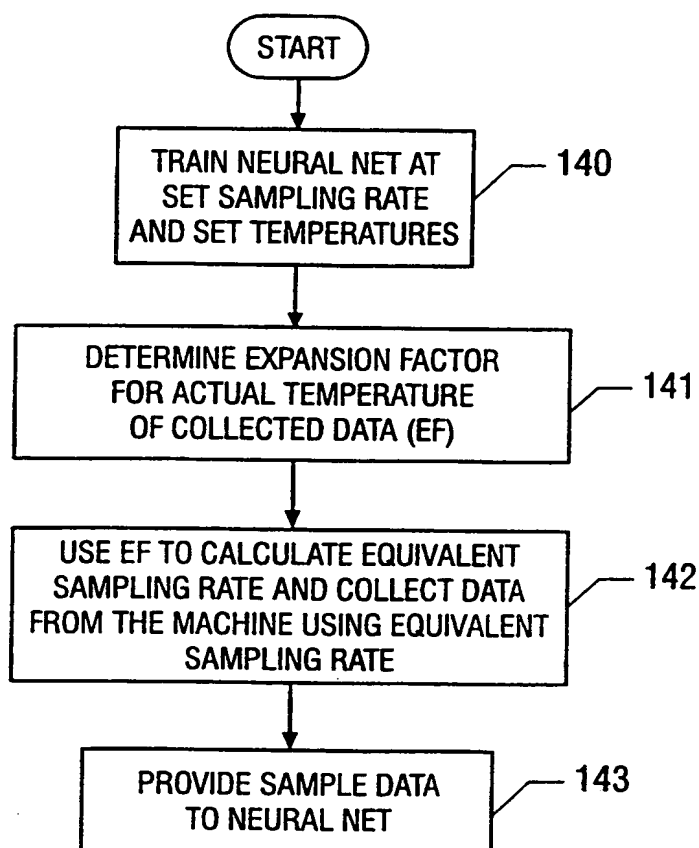 START
TRAIN NEURAL NET AT
SET SAMPLING RATE
AND SET TEMPERATURES
140
DETERMINE EXPANSION FACTOR
FOR ACTUAL TEMPERATURE
OF COLLECTED DATA (EF)
141
USE EF TO CALCULATE EQUIVALENT
SAMPLING RATE AND COLLECT DATA
FROM THE MACHINE USING EQUIVALENT
SAMPLING RATE
142
PROVIDE SAMPLE DATA
TO NEURAL NET
143